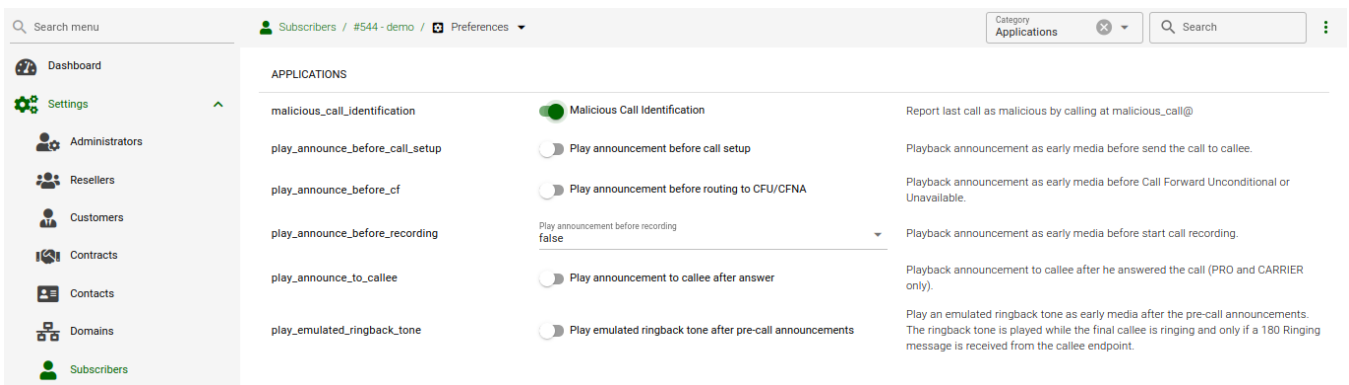 Search menu
Subscribers / #544 - demo / Preferences
Category
Applications
Search
Dashboard
Settings
Administrators
Resellers
Customers
Contracts
Contacts
Domains
Subscribers
APPLICATIONS
malicious_call_identification
Malicious Call Identification
Report last call as malicious by calling at malicious_call@
play_announce_before_call_setup
Play announcement before call setup
Playback announcement as early media before send the call to callee.
play_announce_before_cf
Play announcement before routing to CFU/CFNA
Playback announcement as early media before Call Forward Unconditional or
Unavailable.
play_announce_before_recording
Play announcement before recording
false
Playback announcement as early media before start call recording.
play_announce_to_callee
Play announcement to callee after answer
Playback announcement to callee after he answered the call (PRO and CARRIER
only).
play_emulated_ringback_tone
Play emulated ringback tone after pre-call announcements
Play an emulated ringback tone as early media after the pre-call announcements.
The ringback tone is played while the final callee is ringing and only if a 180 Ringing
message is received from the callee endpoint.